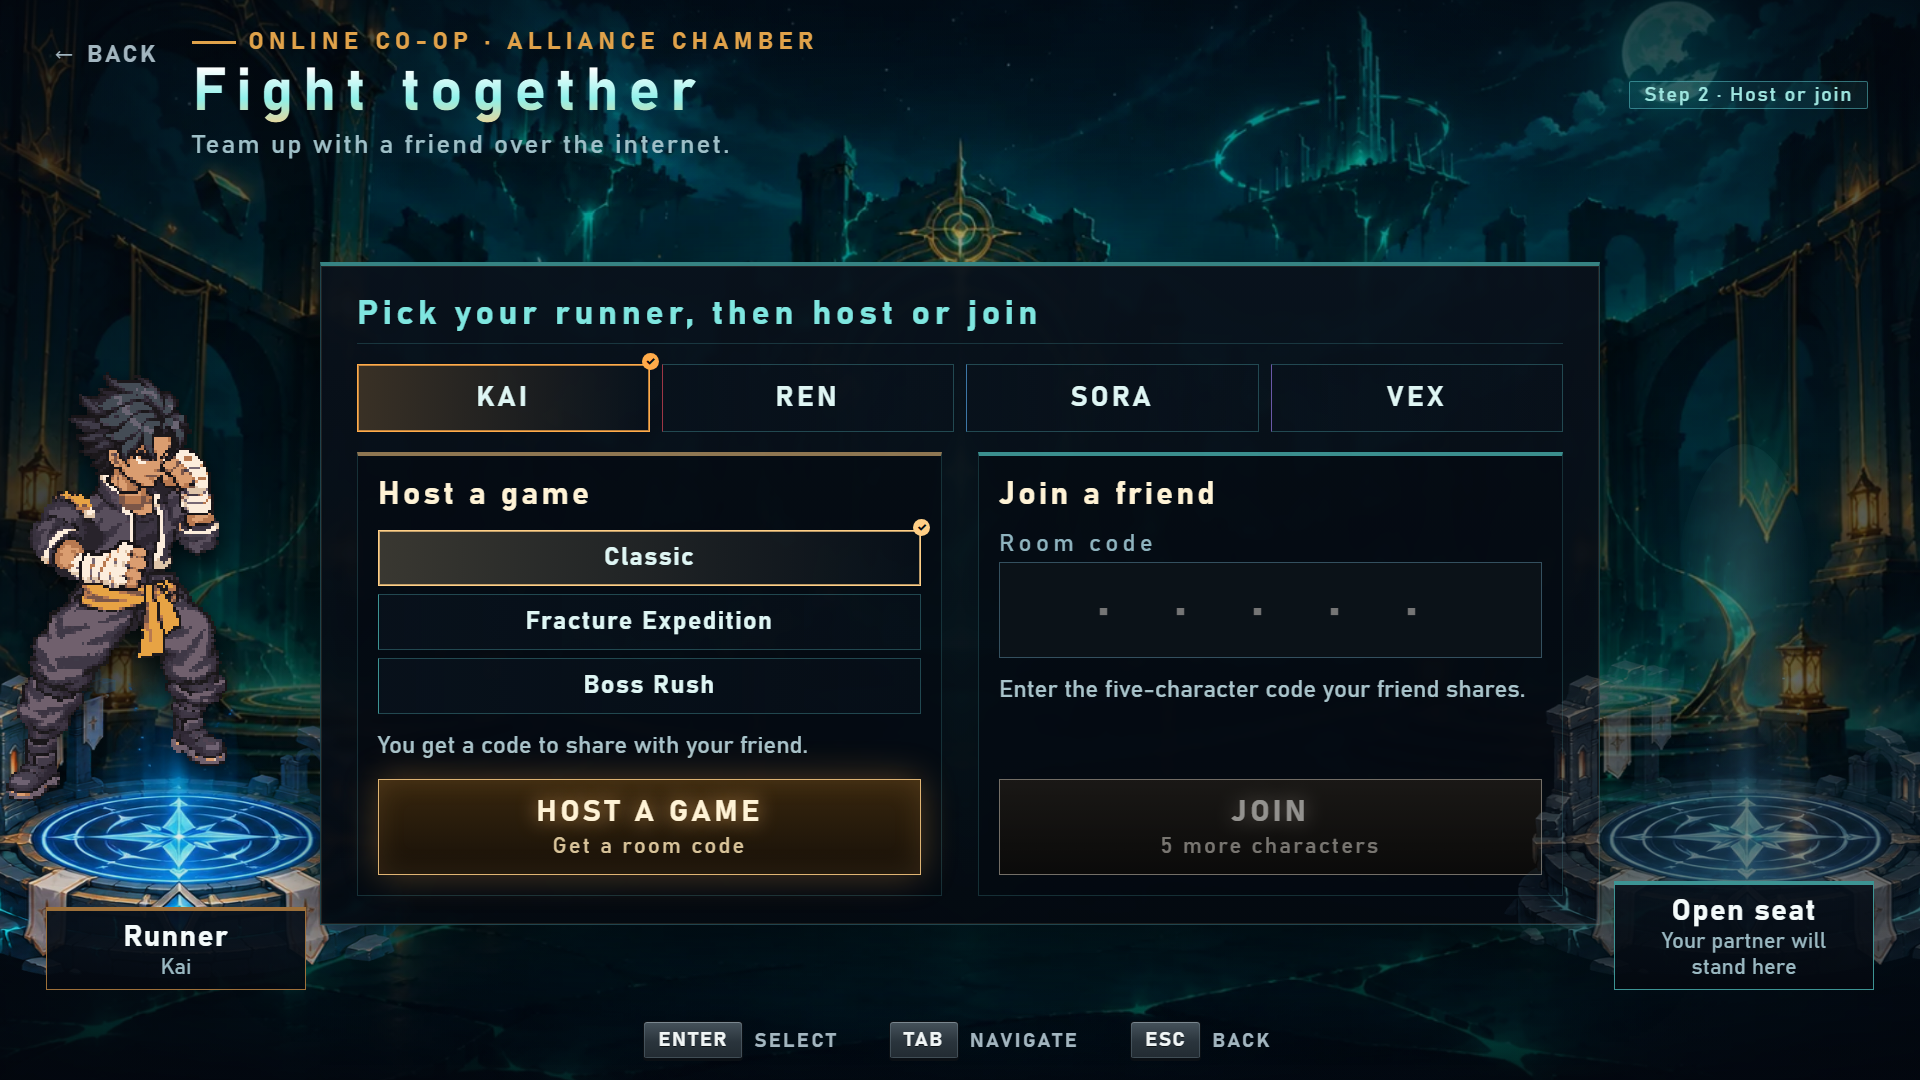 ← BACK
ONLINE CO-OP · ALLIANCE CHAMBER
Fight together
Team up with a friend over the internet.
Step 2 · Host or join
Pick your runner, then host or join
KAI
REN
SORA
VEX
Host a game
Classic
Fracture Expedition
Boss Rush
You get a code to share with your friend.
HOST A GAME
Get a room code
Join a friend
Room code
Enter the five-character code your friend shares.
JOIN
5 more characters
Runner
Kai
Open seat
Your partner will
stand here
ENTER SELECT
TAB NAVIGATE
ESC BACK